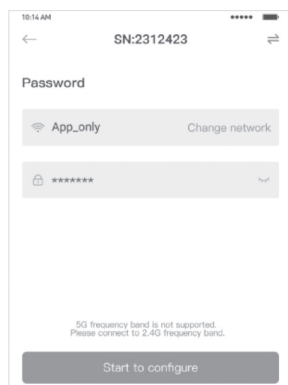 10:14 AM
SN:2312423
Password
App_only Change network
*******
5G frequency band is not supported.
Please connect to 2.4G frequency band.
Start to configure